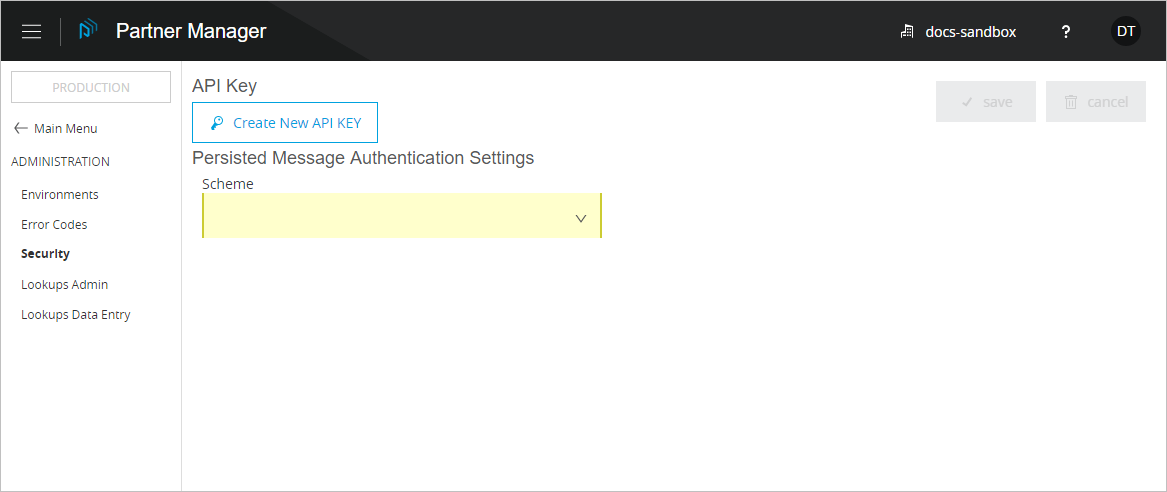 Partner Manager
docs-sandbox
?
DT
PRODUCTION
Main Menu
ADMINISTRATION
Environments
Error Codes
Security
Lookups Admin
Lookups Data Entry
API Key
save
cancel
Create New API KEY
Persisted Message Authentication Settings
Scheme